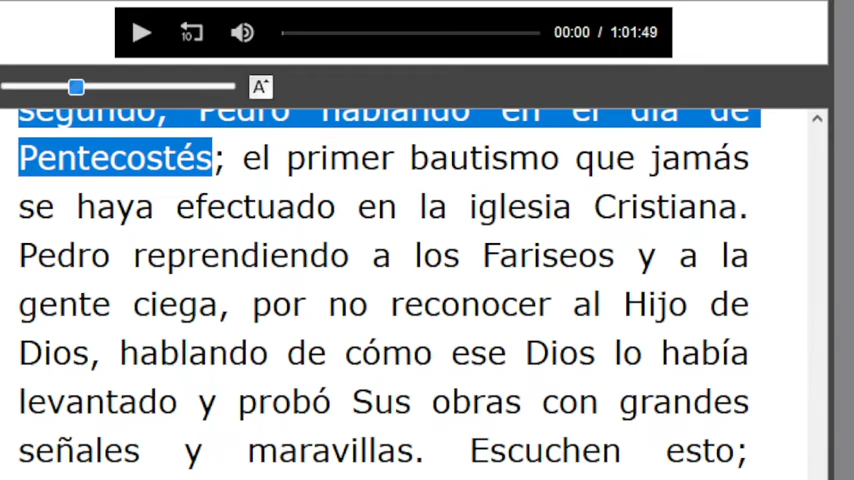 10
00:00 / 1:01:49
A
segundo, Pedro hablando en el día de
Pentecostés; el primer bautismo que jamás
se haya efectuado en la iglesia Cristiana.
Pedro reprendiendo a los Fariseos y a la
gente ciega, por no reconocer al Hijo de
Dios, hablando de cómo ese Dios lo había
levantado y probó Sus obras con grandes
señales y maravillas. Escuchen esto;